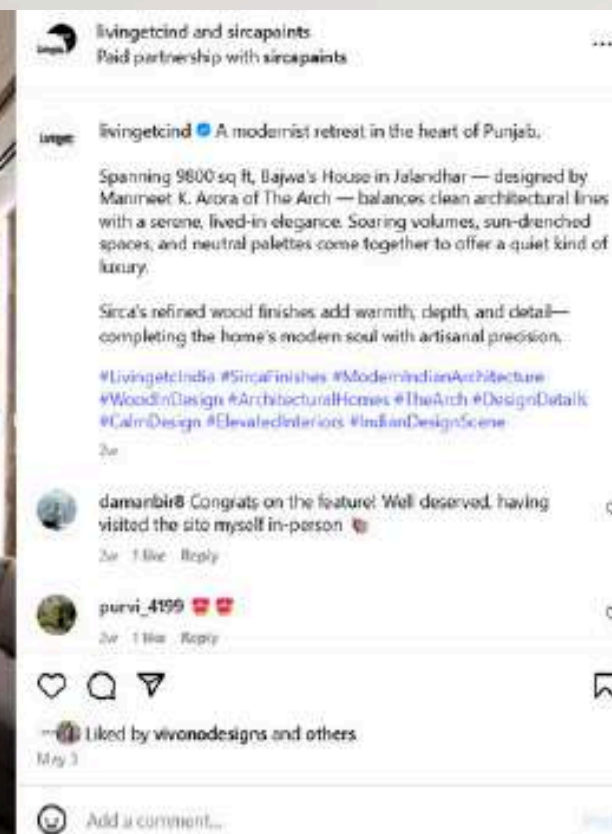 livingetcind and sircapaints
Paid partnership with sircapaints
livingetcind A modernist retreat in the heart of Punjab.
Spanning 9800 sq ft, Bajwa's House in Jalandhar — designed by
Manmeet K. Arora of The Arch — balances clean architectural lines
with a serene, lived-in elegance. Soaring volumes, sun-drenched
spaces, and neutral palettes come together to offer a quiet kind of
luxury.
Sirca's refined wood finishes add warmth, depth, and detail—
completing the home's modern soul with artisanal precision.
#LivingetcIndia #SircaFinishes #ModernIndianArchitecture
#WoodInDesign #ArchitecturalHomes #TheArch #DesignDetails
#CalmDesign #ElevatedInteriors #IndianDesignScene
2w
damanbir8 Congrats on the feature! Well deserved, having
visited the site myself in-person
2w 1 like Reply
purvi_4199
2w 1 like Reply
Liked by vivonodesigns and others
May 3
Add a comment...